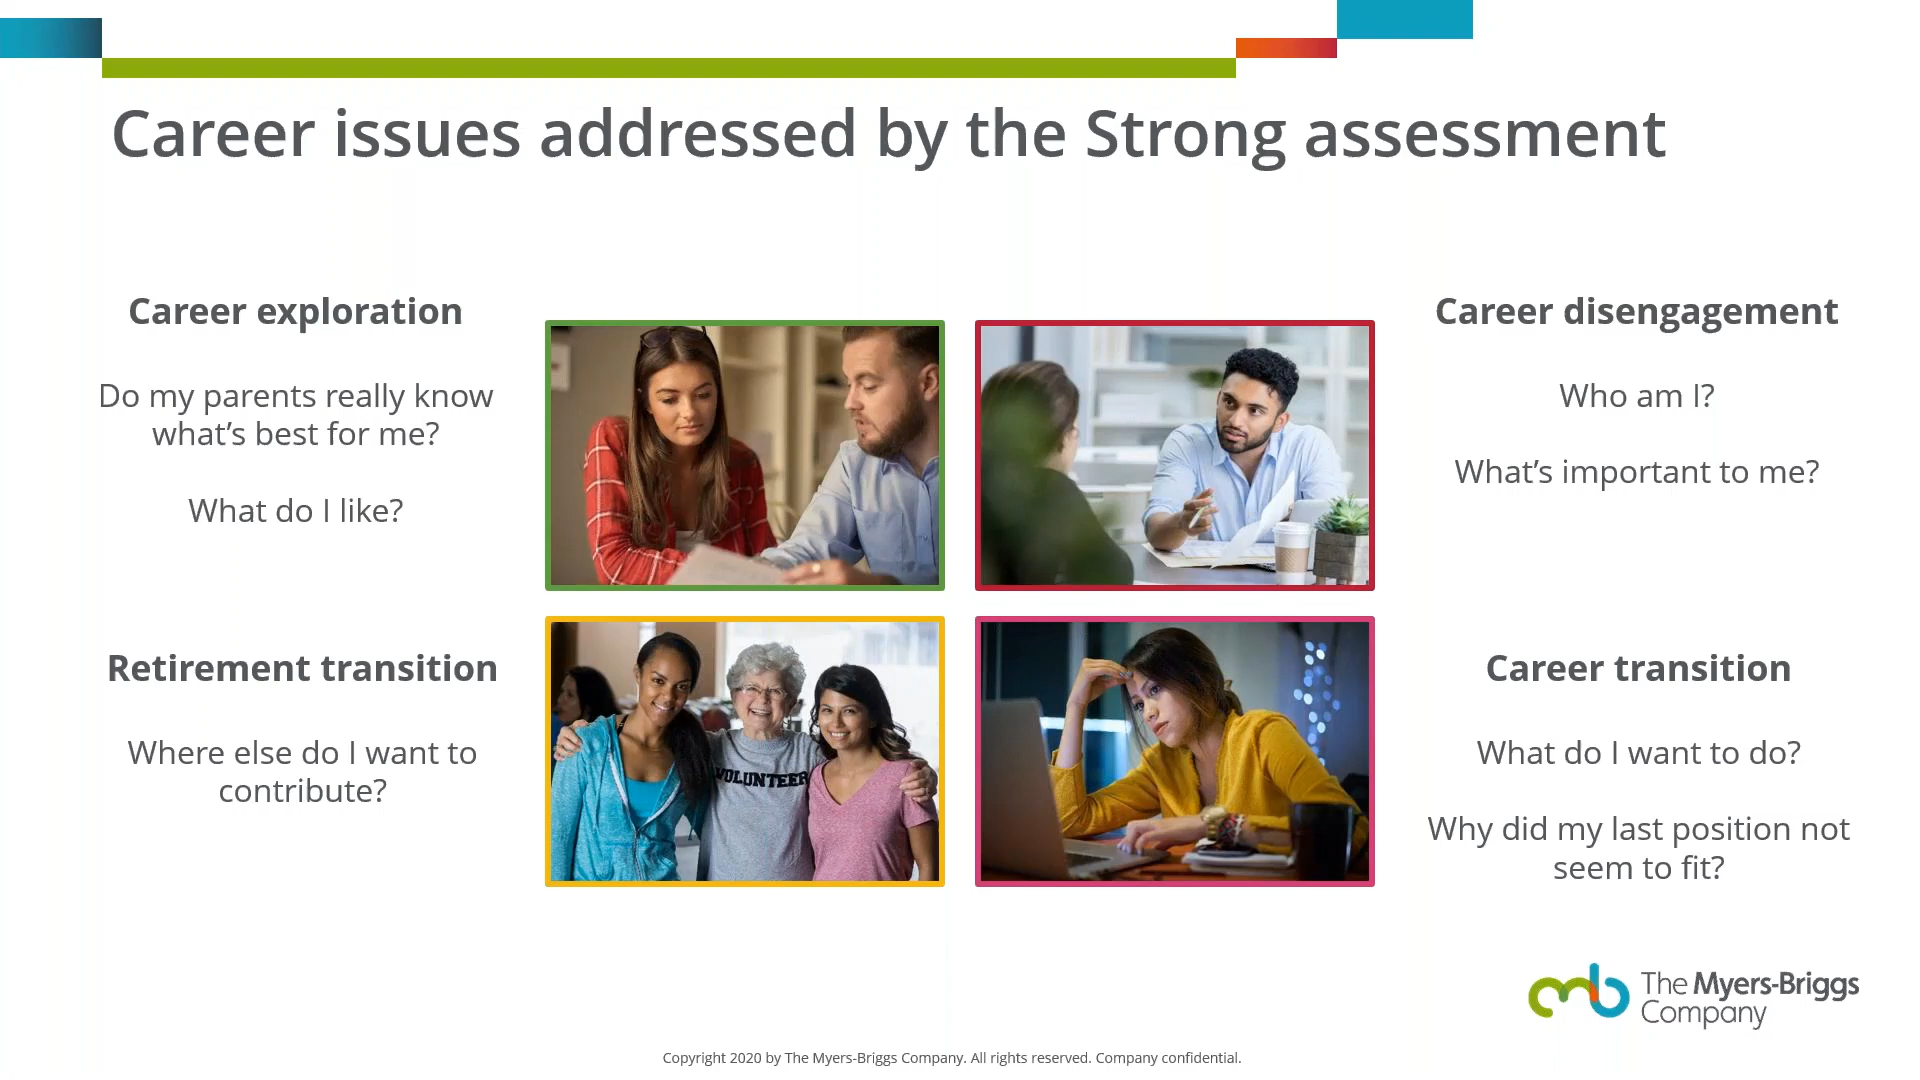 Career issues addressed by the Strong assessment
Career exploration
Do my parents really know
what’s best for me?
What do I like?
Career disengagement
Who am I?
What’s important to me?
Retirement transition
Where else do I want to
contribute?
VOLUNTEER
Career transition
What do I want to do?
Why did my last position not
seem to fit?
mb
The Myers-Briggs
Company
Copyright 2020 by The Myers-Briggs Company. All rights reserved. Company confidential.